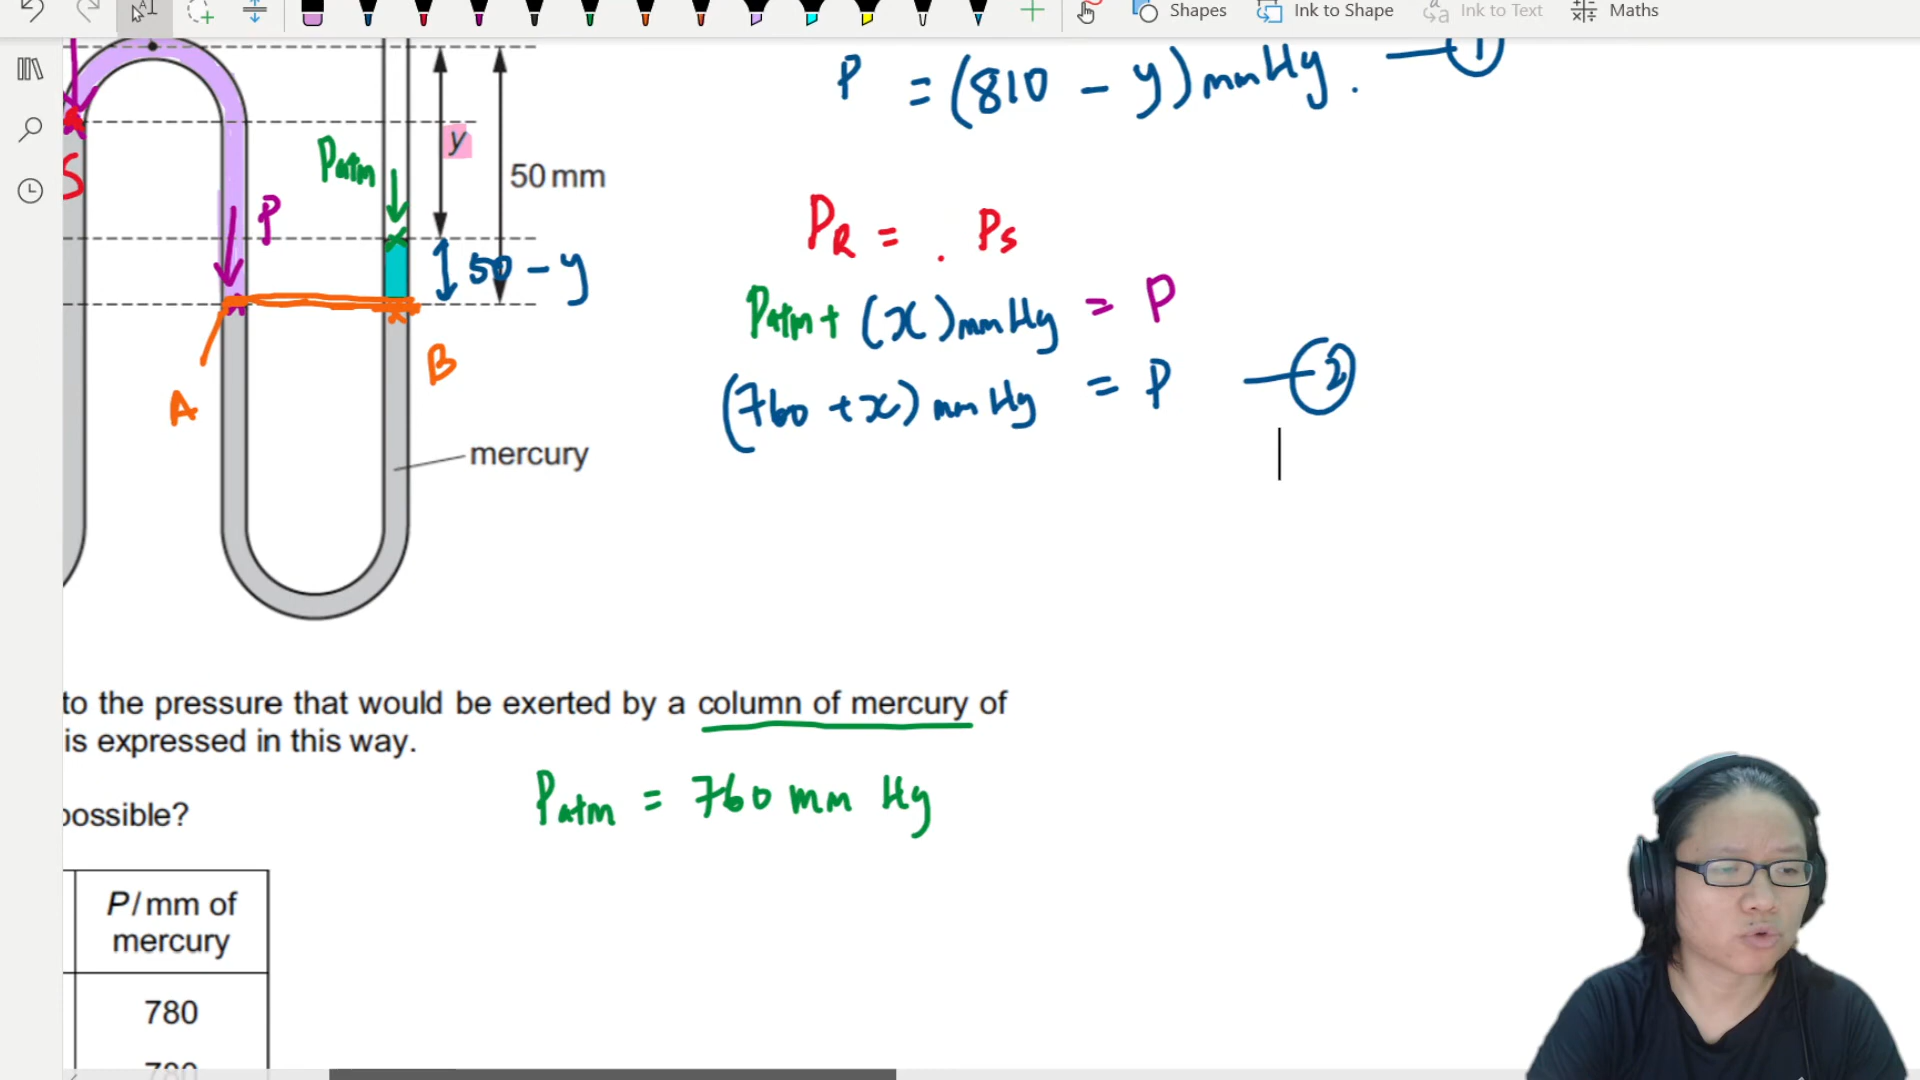 Shapes Ink to Shape Ink to Text Maths
P = (810 - y) mmHg. — 1
Patm
y
50 mm
S
P
PR = . PS
50 - y
Patm + (x) mmHg = P
A
B
(760 + x) mmHg = P — 2
mercury
to the pressure that would be exerted by a column of mercury of
is expressed in this way.
Patm = 760 mm Hg
possible?
P/mm of
mercury
780
780